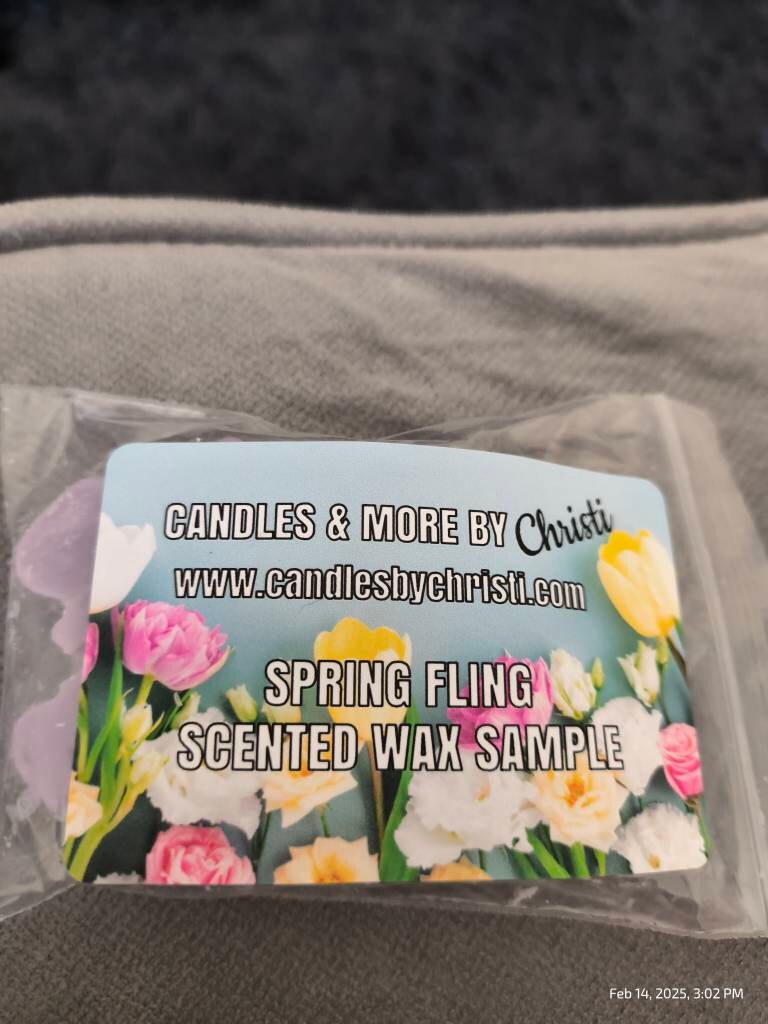 CANDLES & MORE BY Christi
www.candlesbychristi.com
SPRING FLING
SCENTED WAX SAMPLE
Feb 14, 2025, 3:02 PM